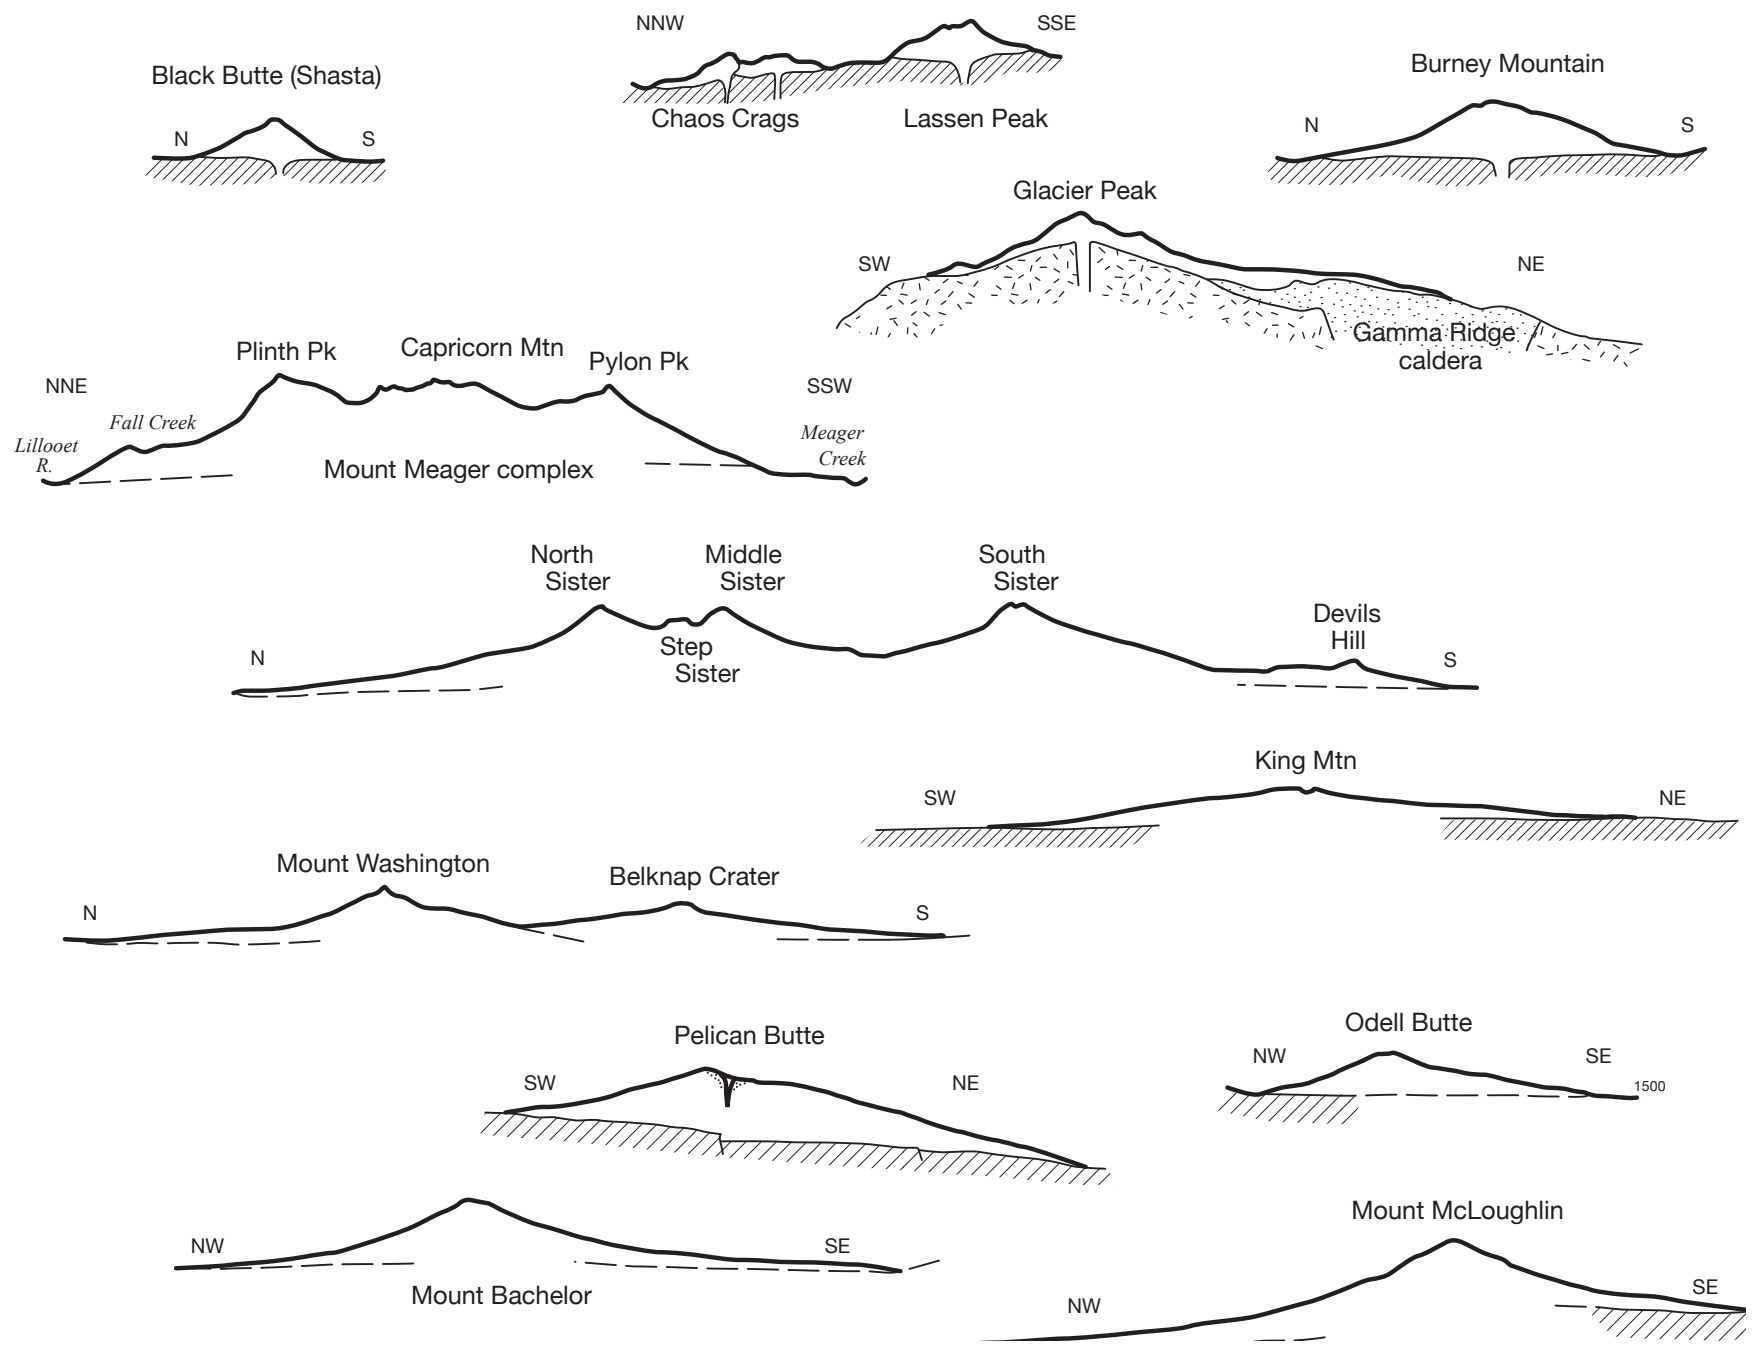 NNW
SSE
Chaos Crags
Lassen Peak
Black Butte (Shasta)
N
S
Burney Mountain
N
S
Glacier Peak
SW
NE
Gamma Ridge
caldera
Plinth Pk
Capricorn Mtn
Pylon Pk
NNE
SSW
Fall Creek
Lillooet
R.
Meager
Creek
Mount Meager complex
North
Sister
Middle
Sister
South
Sister
Step
Sister
Devils
Hill
N
S
King Mtn
SW
NE
Mount Washington
Belknap Crater
N
S
Pelican Butte
SW
NE
Odell Butte
NW
SE
1500
NW
SE
Mount Bachelor
Mount McLoughlin
NW
SE